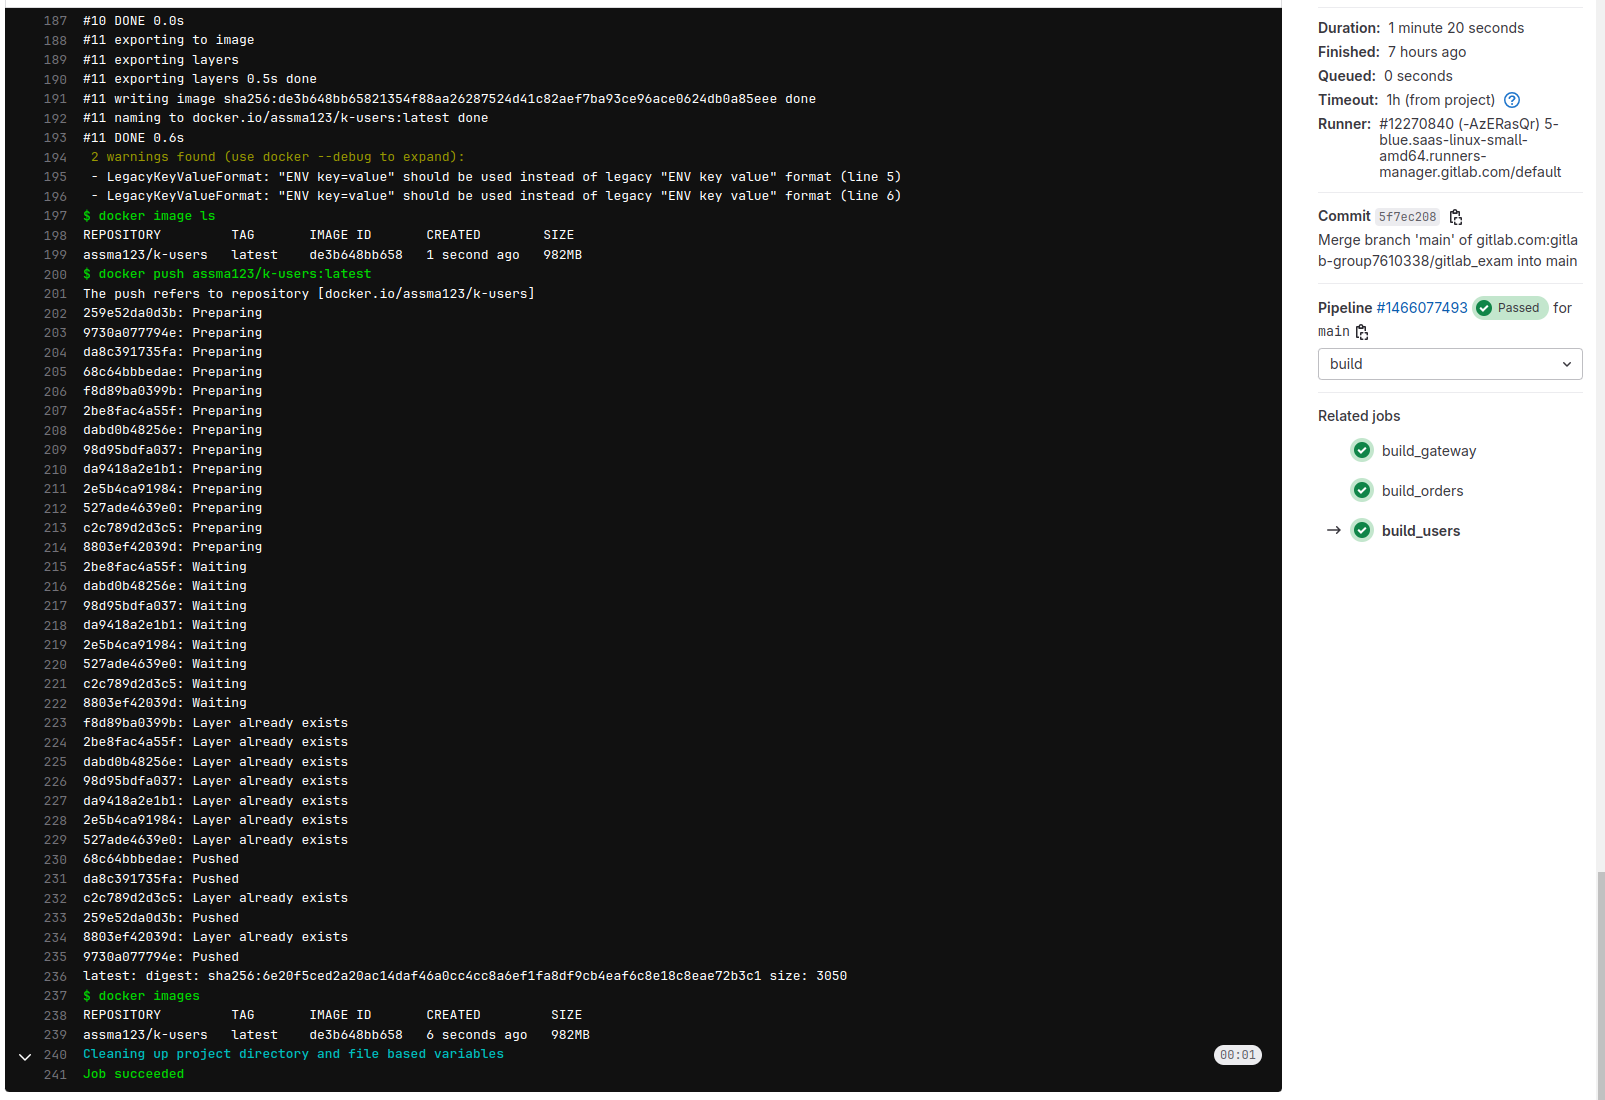 187 #10 DONE 0.0s
188 #11 exporting to image
189 #11 exporting layers
190 #11 exporting layers 0.5s done
191 #11 writing image sha256:de3b648bb65821354f88aa26287524d41c82aef7ba93ce96ace0624db0a85eee done
192 #11 naming to docker.io/assma123/k-users:latest done
193 #11 DONE 0.6s
194 2 warnings found (use docker --debug to expand):
195 - LegacyKeyValueFormat: "ENV key=value" should be used instead of legacy "ENV key value" format (line 5)
196 - LegacyKeyValueFormat: "ENV key=value" should be used instead of legacy "ENV key value" format (line 6)
197 $ docker image ls
198 REPOSITORY TAG IMAGE ID CREATED SIZE
199 assma123/k-users latest de3b648bb658 1 second ago 982MB
200 $ docker push assma123/k-users:latest
201 The push refers to repository [docker.io/assma123/k-users]
202 259e52da0d3b: Preparing
203 9730a077794e: Preparing
204 da8c391735fa: Preparing
205 68c64bbbedae: Preparing
206 f8d89ba0399b: Preparing
207 2be8fac4a55f: Preparing
208 dabd0b48256e: Preparing
209 98d95bdfa037: Preparing
210 da9418a2e1b1: Preparing
211 2e5b4ca91984: Preparing
212 527ade4639e0: Preparing
213 c2c789d2d3c5: Preparing
214 8803ef42039d: Preparing
215 2be8fac4a55f: Waiting
216 dabd0b48256e: Waiting
217 98d95bdfa037: Waiting
218 da9418a2e1b1: Waiting
219 2e5b4ca91984: Waiting
220 527ade4639e0: Waiting
221 c2c789d2d3c5: Waiting
222 8803ef42039d: Waiting
223 f8d89ba0399b: Layer already exists
224 2be8fac4a55f: Layer already exists
225 dabd0b48256e: Layer already exists
226 98d95bdfa037: Layer already exists
227 da9418a2e1b1: Layer already exists
228 2e5b4ca91984: Layer already exists
229 527ade4639e0: Layer already exists
230 68c64bbbedae: Pushed
231 da8c391735fa: Pushed
232 c2c789d2d3c5: Layer already exists
233 259e52da0d3b: Pushed
234 8803ef42039d: Layer already exists
235 9730a077794e: Pushed
236 latest: digest: sha256:6e20f5ced2a20ac14daf46a0cc4cc8a6ef1fa8df9cb4eaf6c8e18c8eae72b3c1 size: 3050
237 $ docker images
238 REPOSITORY TAG IMAGE ID CREATED SIZE
239 assma123/k-users latest de3b648bb658 6 seconds ago 982MB
240 Cleaning up project directory and file based variables 00:01
241 Job succeeded
Duration: 1 minute 20 seconds
Finished: 7 hours ago
Queued: 0 seconds
Timeout: 1h (from project)
Runner: #12270840 (-AzERasQr) 5-
blue.saas-linux-small-
amd64.runners-
manager.gitlab.com/default
Commit 5f7ec208
Merge branch 'main' of gitlab.com:gitla
b-group7610338/gitlab_exam into main
Pipeline #1466077493 Passed for
main
build
Related jobs
build_gateway
build_orders
→ build_users